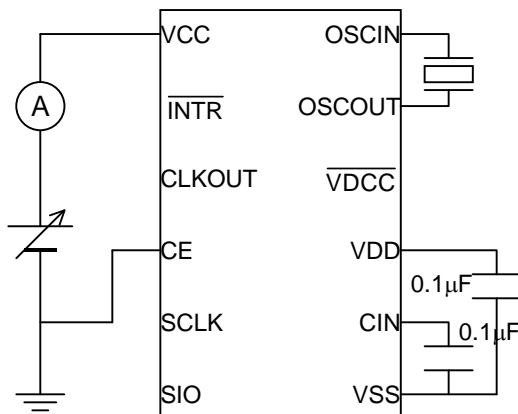 VCC
OSCIN
A
INTR
OSCOUT
CLKOUT
VDCC
CE
VDD
0.1μF
SCLK
CIN
0.1μF
SIO
VSS